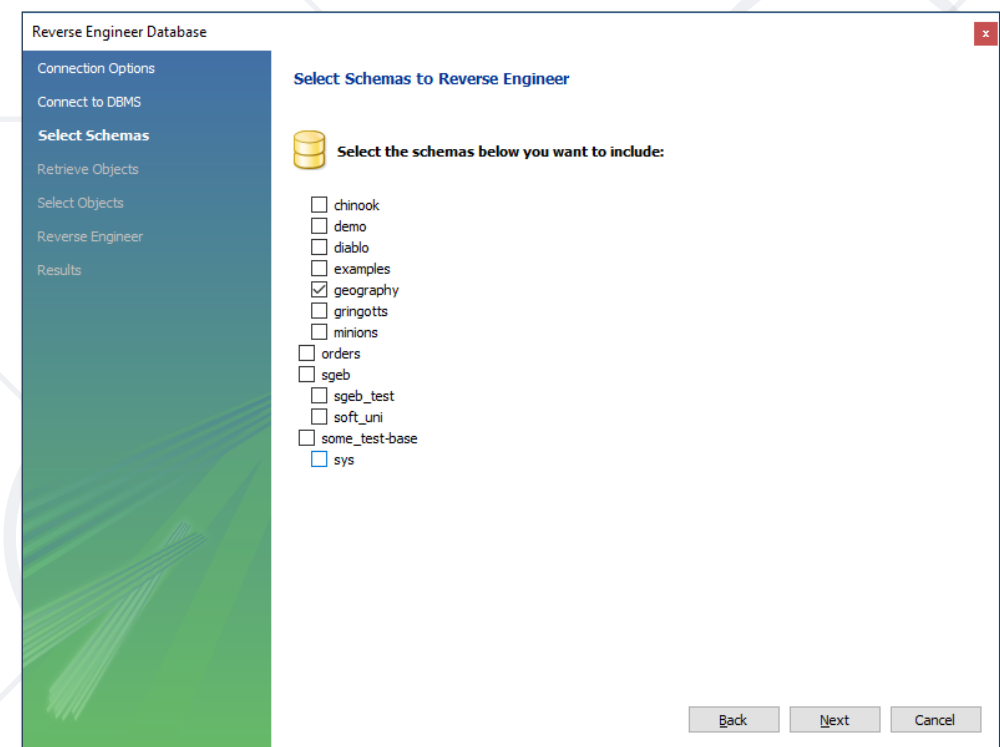 Reverse Engineer Database
x
Connection Options
Connect to DBMS
Select Schemas
Retrieve Objects
Select Objects
Reverse Engineer
Results
Select Schemas to Reverse Engineer
Select the schemas below you want to include:
chinook
demo
diablo
examples
geography
gringotts
minions
orders
sgeb
sgeb_test
soft_uni
some_test-base
sys
Back Next Cancel